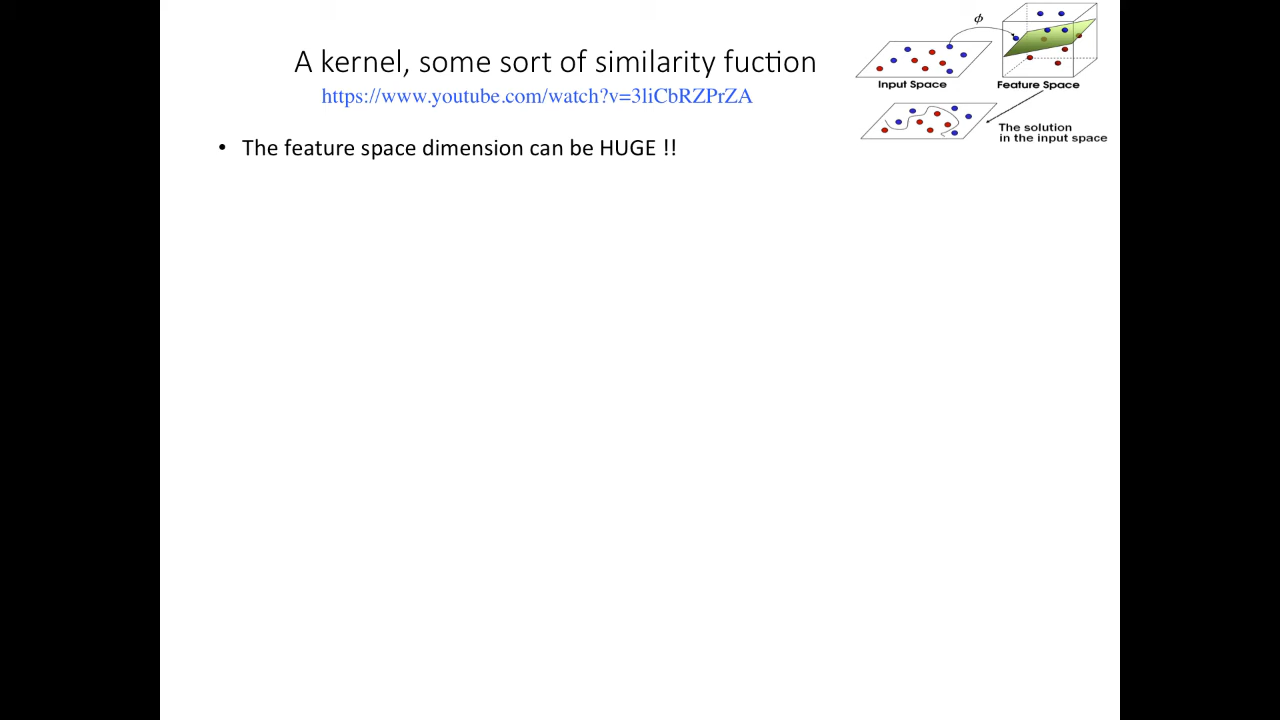 A kernel, some sort of similarity fuction
https://www.youtube.com/watch?v=3liCbRZPrZA
• The feature space dimension can be HUGE !!
ϕ
Input Space
Feature Space
The solution
in the input space